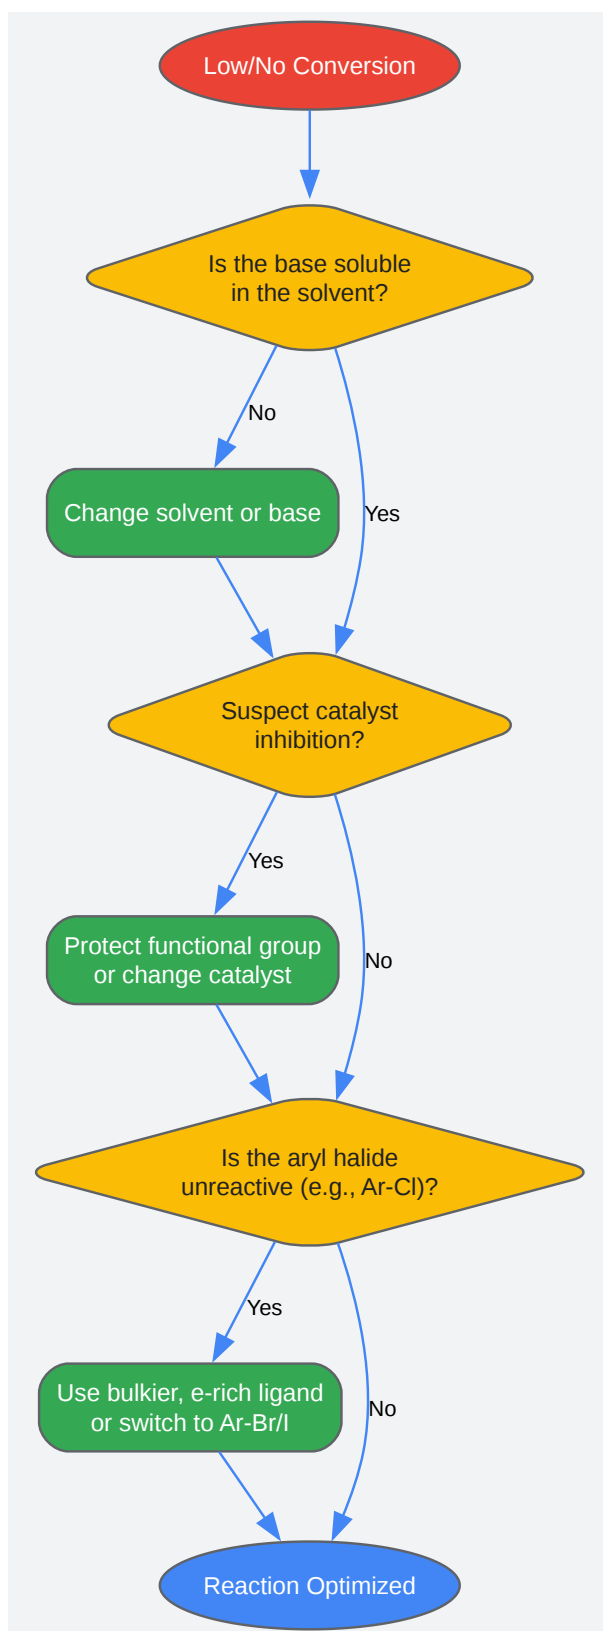 Low/No Conversion
Is the base soluble
in the solvent?
No
Change solvent or base
Yes
Suspect catalyst
inhibition?
Yes
Protect functional group
or change catalyst
No
Is the aryl halide
unreactive (e.g., Ar-Cl)?
Yes
Use bulkier, e-rich ligand
or switch to Ar-Br/I
No
Reaction Optimized